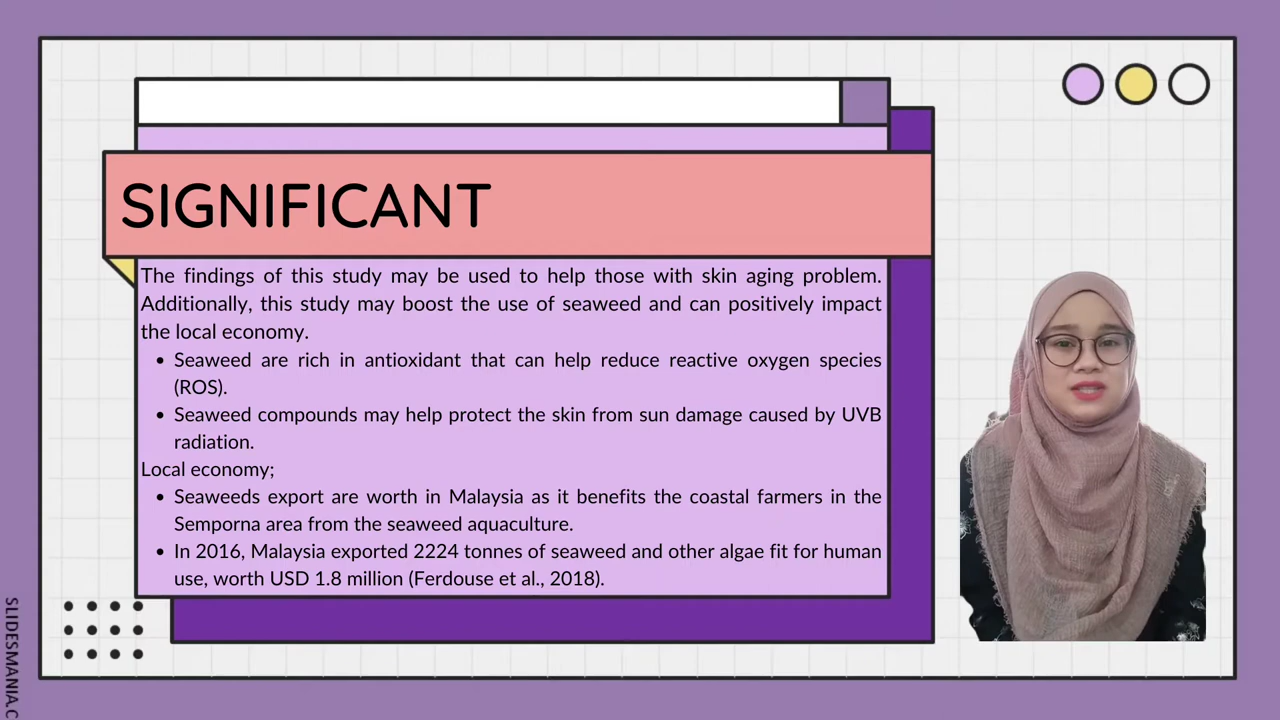 SIGNIFICANT
The findings of this study may be used to help those with skin aging problem.
Additionally, this study may boost the use of seaweed and can positively impact
the local economy.
• Seaweed are rich in antioxidant that can help reduce reactive oxygen species
(ROS).
• Seaweed compounds may help protect the skin from sun damage caused by UVB
radiation.
Local economy;
• Seaweeds export are worth in Malaysia as it benefits the coastal farmers in the
Semporna area from the seaweed aquaculture.
• In 2016, Malaysia exported 2224 tonnes of seaweed and other algae fit for human
use, worth USD 1.8 million (Ferdouse et al., 2018).
SLIDESMANIA.C